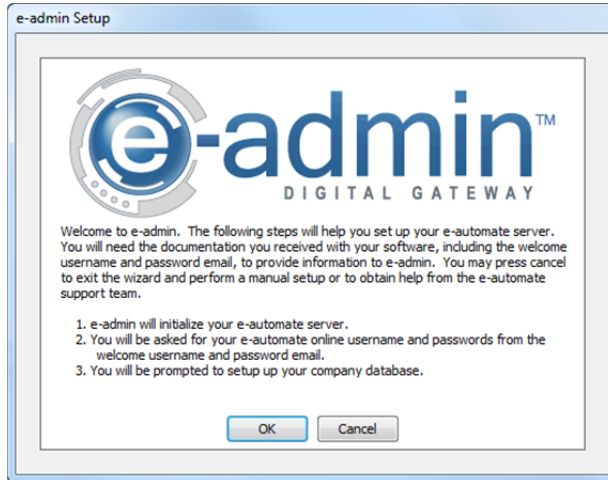 e-admin Setup
e-admin™
DIGITAL GATEWAY
Welcome to e-admin. The following steps will help you set up your e-automate server.
You will need the documentation you received with your software, including the welcome
username and password email, to provide information to e-admin. You may press cancel
to exit the wizard and perform a manual setup or to obtain help from the e-automate
support team.
1. e-admin will initialize your e-automate server.
2. You will be asked for your e-automate online username and passwords from the
welcome username and password email.
3. You will be prompted to setup up your company database.
OK Cancel